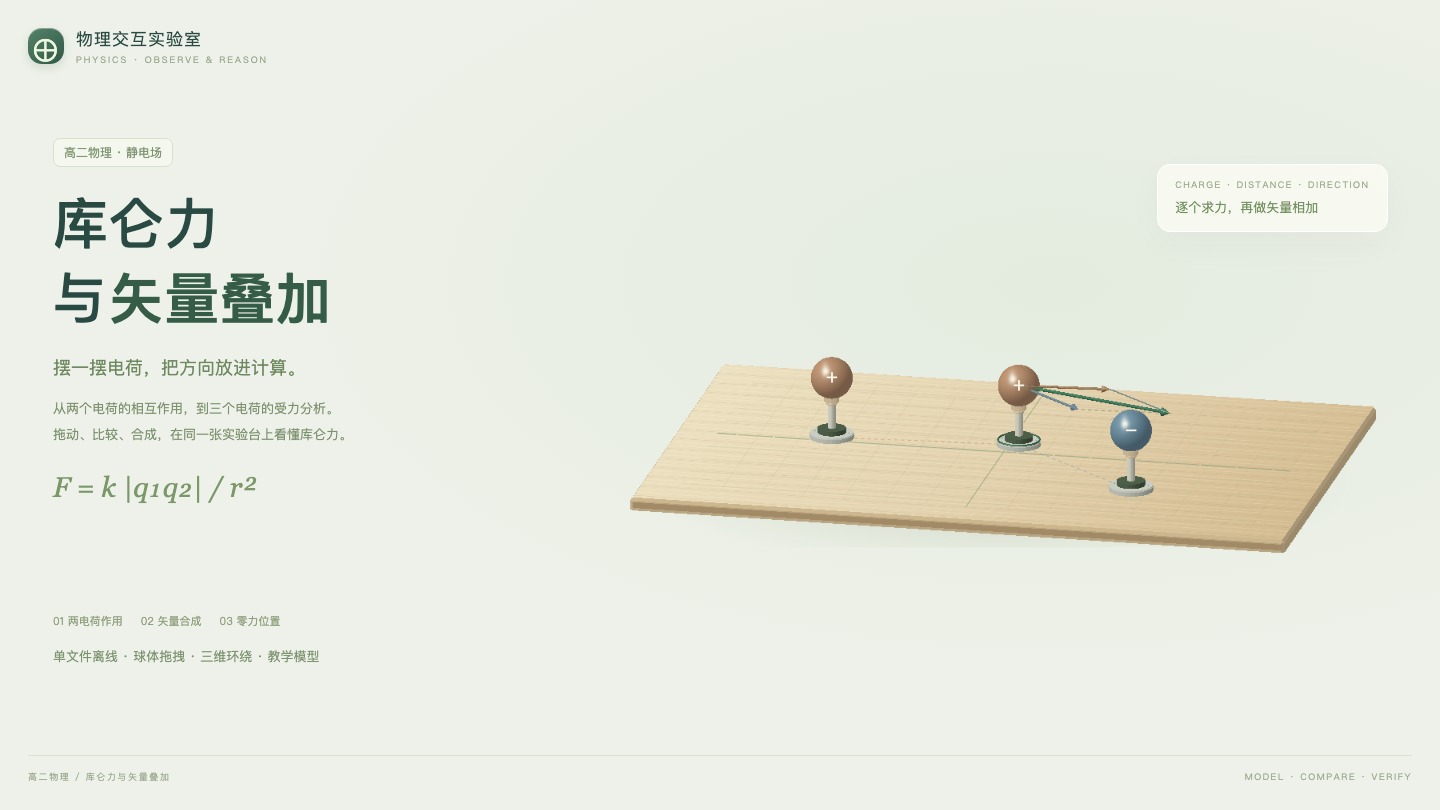 物理交互实验室
PHYSICS · OBSERVE & REASON
高二物理 · 静电场
库仑力
与矢量叠加
摆一摆电荷，把方向放进计算。
从两个电荷的相互作用，到三个电荷的受力分析。
拖动、比较、合成，在同一张实验台上看懂库仑力。
F = k |q1q2| / r²
CHARGE · DISTANCE · DIRECTION
逐个求力，再做矢量相加
+
+
−
01 两电荷作用 02 矢量合成 03 零力位置
单文件离线 · 球体拖拽 · 三维环绕 · 教学模型
高二物理 / 库仑力与矢量叠加
MODEL · COMPARE · VERIFY